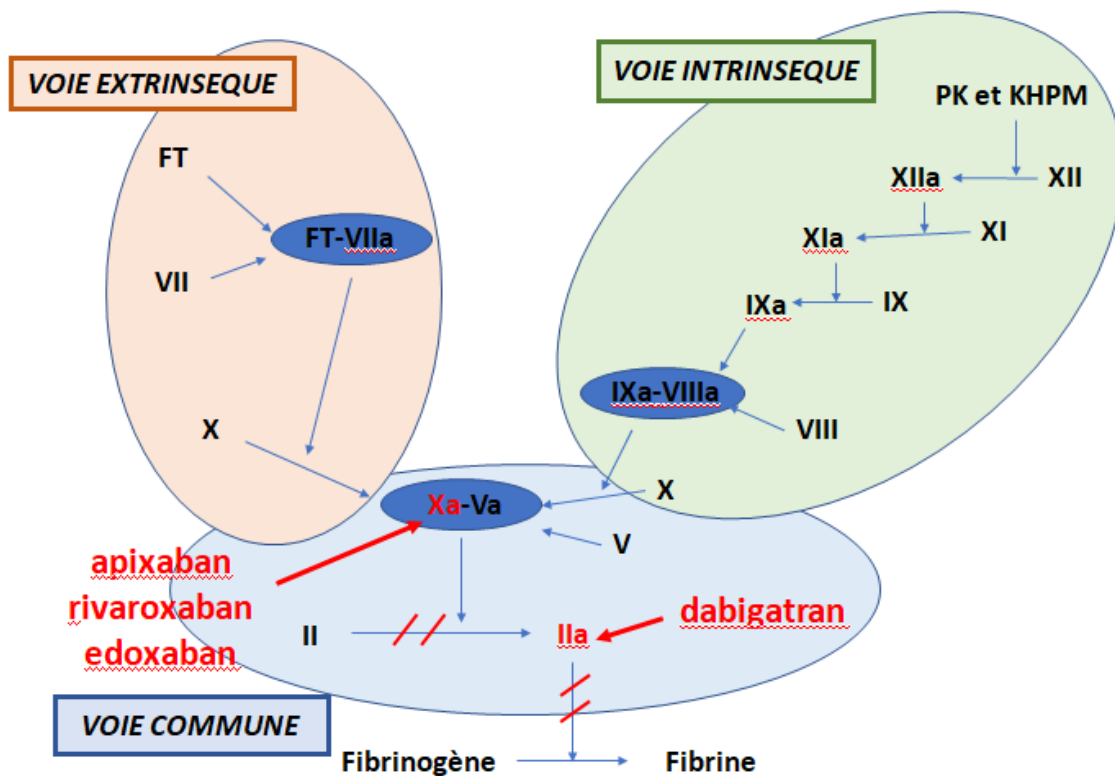 VOIE EXTRINSEQUE
FT
FT-VIIa
VII
X
VOIE INTRINSEQUE
PK et KHPM
XIIa
XII
XIa
XI
IXa
IX
IXa-VIIIa
VIII
Xa-Va
X
V
apixaban
rivaroxaban
edoxaban
II
IIa
dabigatran
VOIE COMMUNE
Fibrinogène
Fibrine